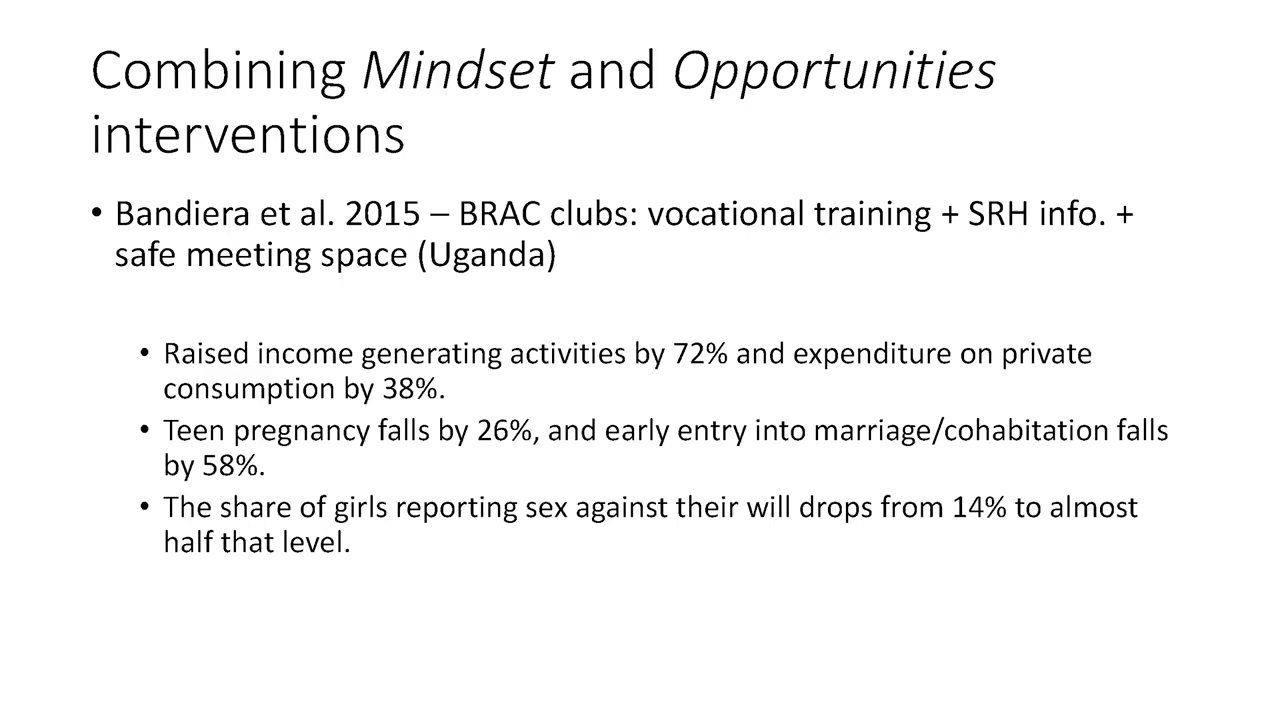 Combining Mindset and Opportunities
interventions
• Bandiera et al. 2015 – BRAC clubs: vocational training + SRH info. +
safe meeting space (Uganda)
• Raised income generating activities by 72% and expenditure on private
consumption by 38%.
• Teen pregnancy falls by 26%, and early entry into marriage/cohabitation falls
by 58%.
• The share of girls reporting sex against their will drops from 14% to almost
half that level.